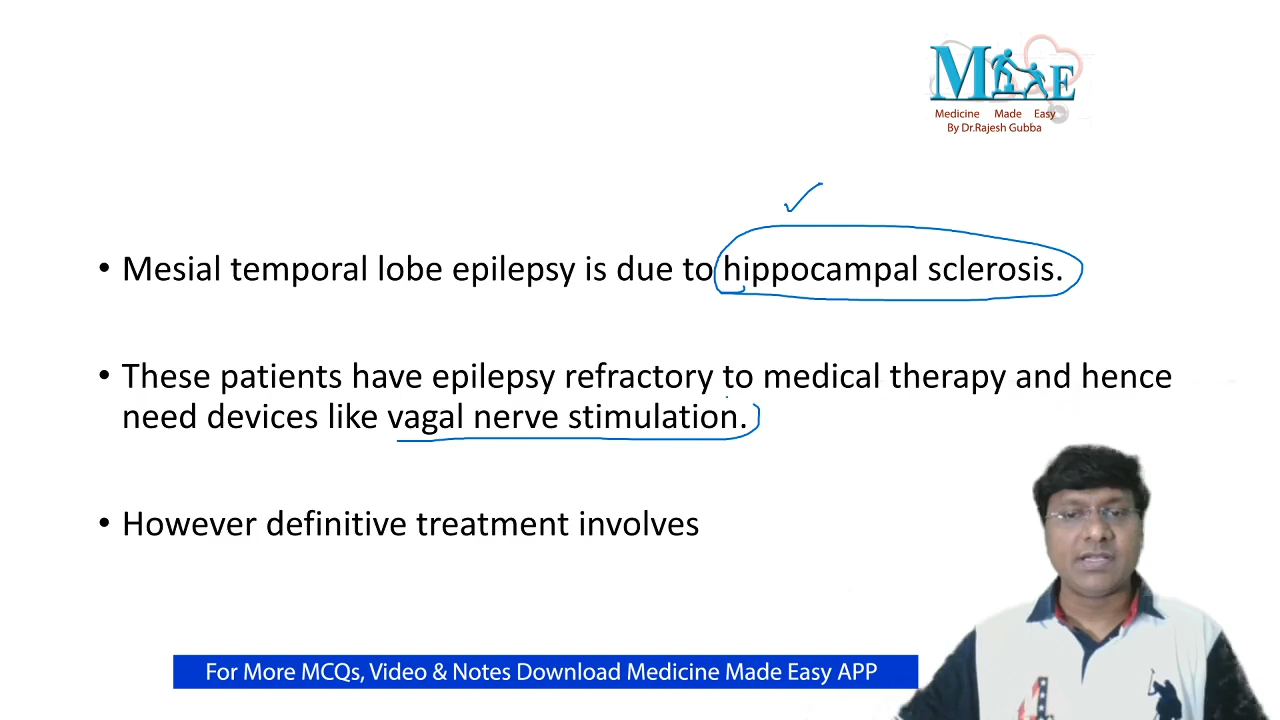 M E
Medicine Made Easy
By Dr.Rajesh Gubba
• Mesial temporal lobe epilepsy is due to hippocampal sclerosis.
• These patients have epilepsy refractory to medical therapy and hence
need devices like vagal nerve stimulation.
• However definitive treatment involves
For More MCQs, Video & Notes Download Medicine Made Easy APP